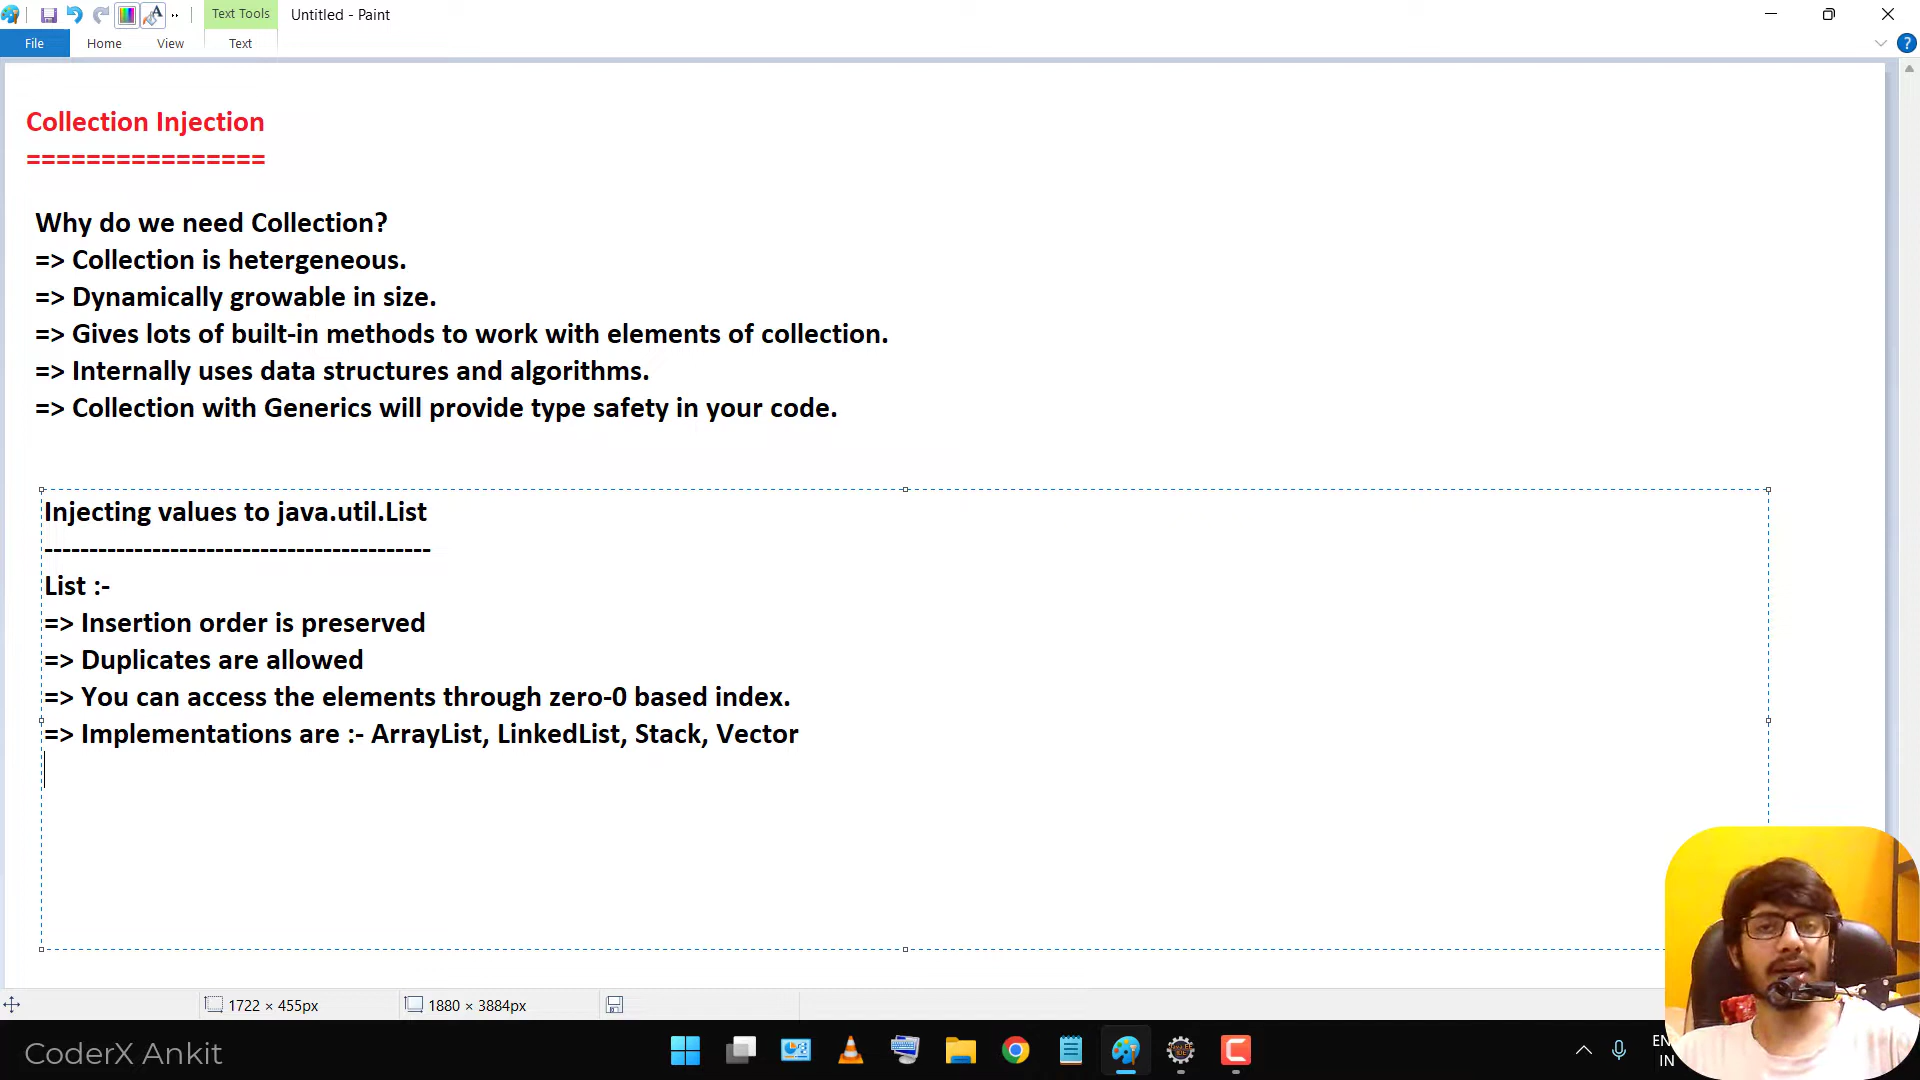 Text Tools
Untitled - Paint
File
Home
View
Text
Collection Injection
================
Why do we need Collection?
=> Collection is hetergeneous.
=> Dynamically growable in size.
=> Gives lots of built-in methods to work with elements of collection.
=> Internally uses data structures and algorithms.
=> Collection with Generics will provide type safety in your code.
Injecting values to java.util.List
-------------------------------------------
List :-
=> Insertion order is preserved
=> Duplicates are allowed
=> You can access the elements through zero-0 based index.
=> Implementations are :- ArrayList, LinkedList, Stack, Vector
1722 × 455px
1880 × 3884px
CoderX Ankit
IN